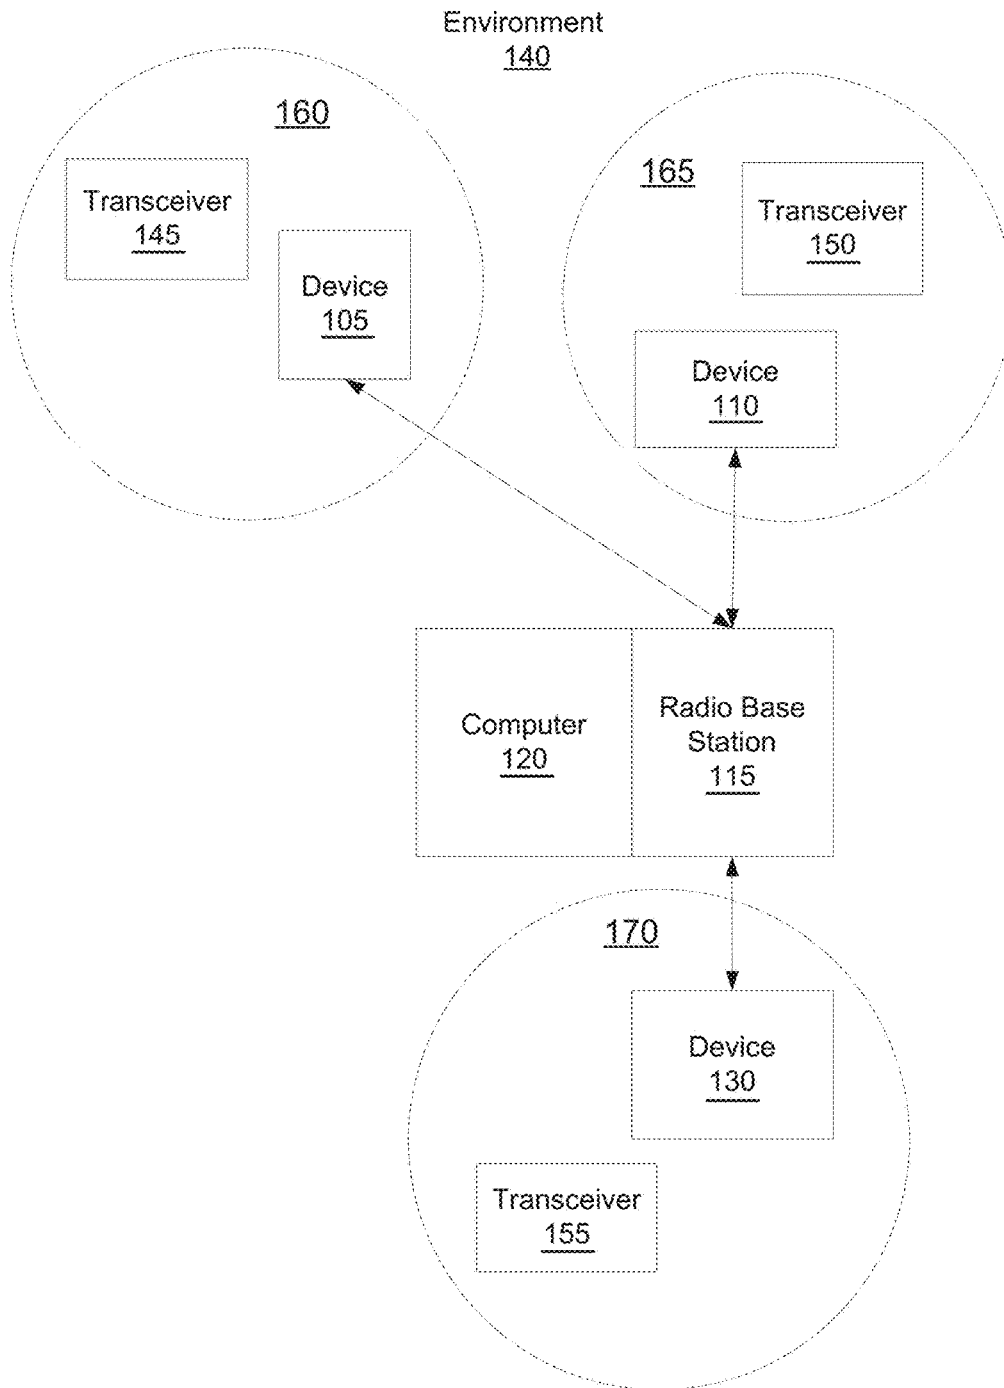 Environment
140
160
Transceiver
145
Device
105
165
Transceiver
150
Device
110
Computer
120
Radio Base
Station
115
170
Device
130
Transceiver
155